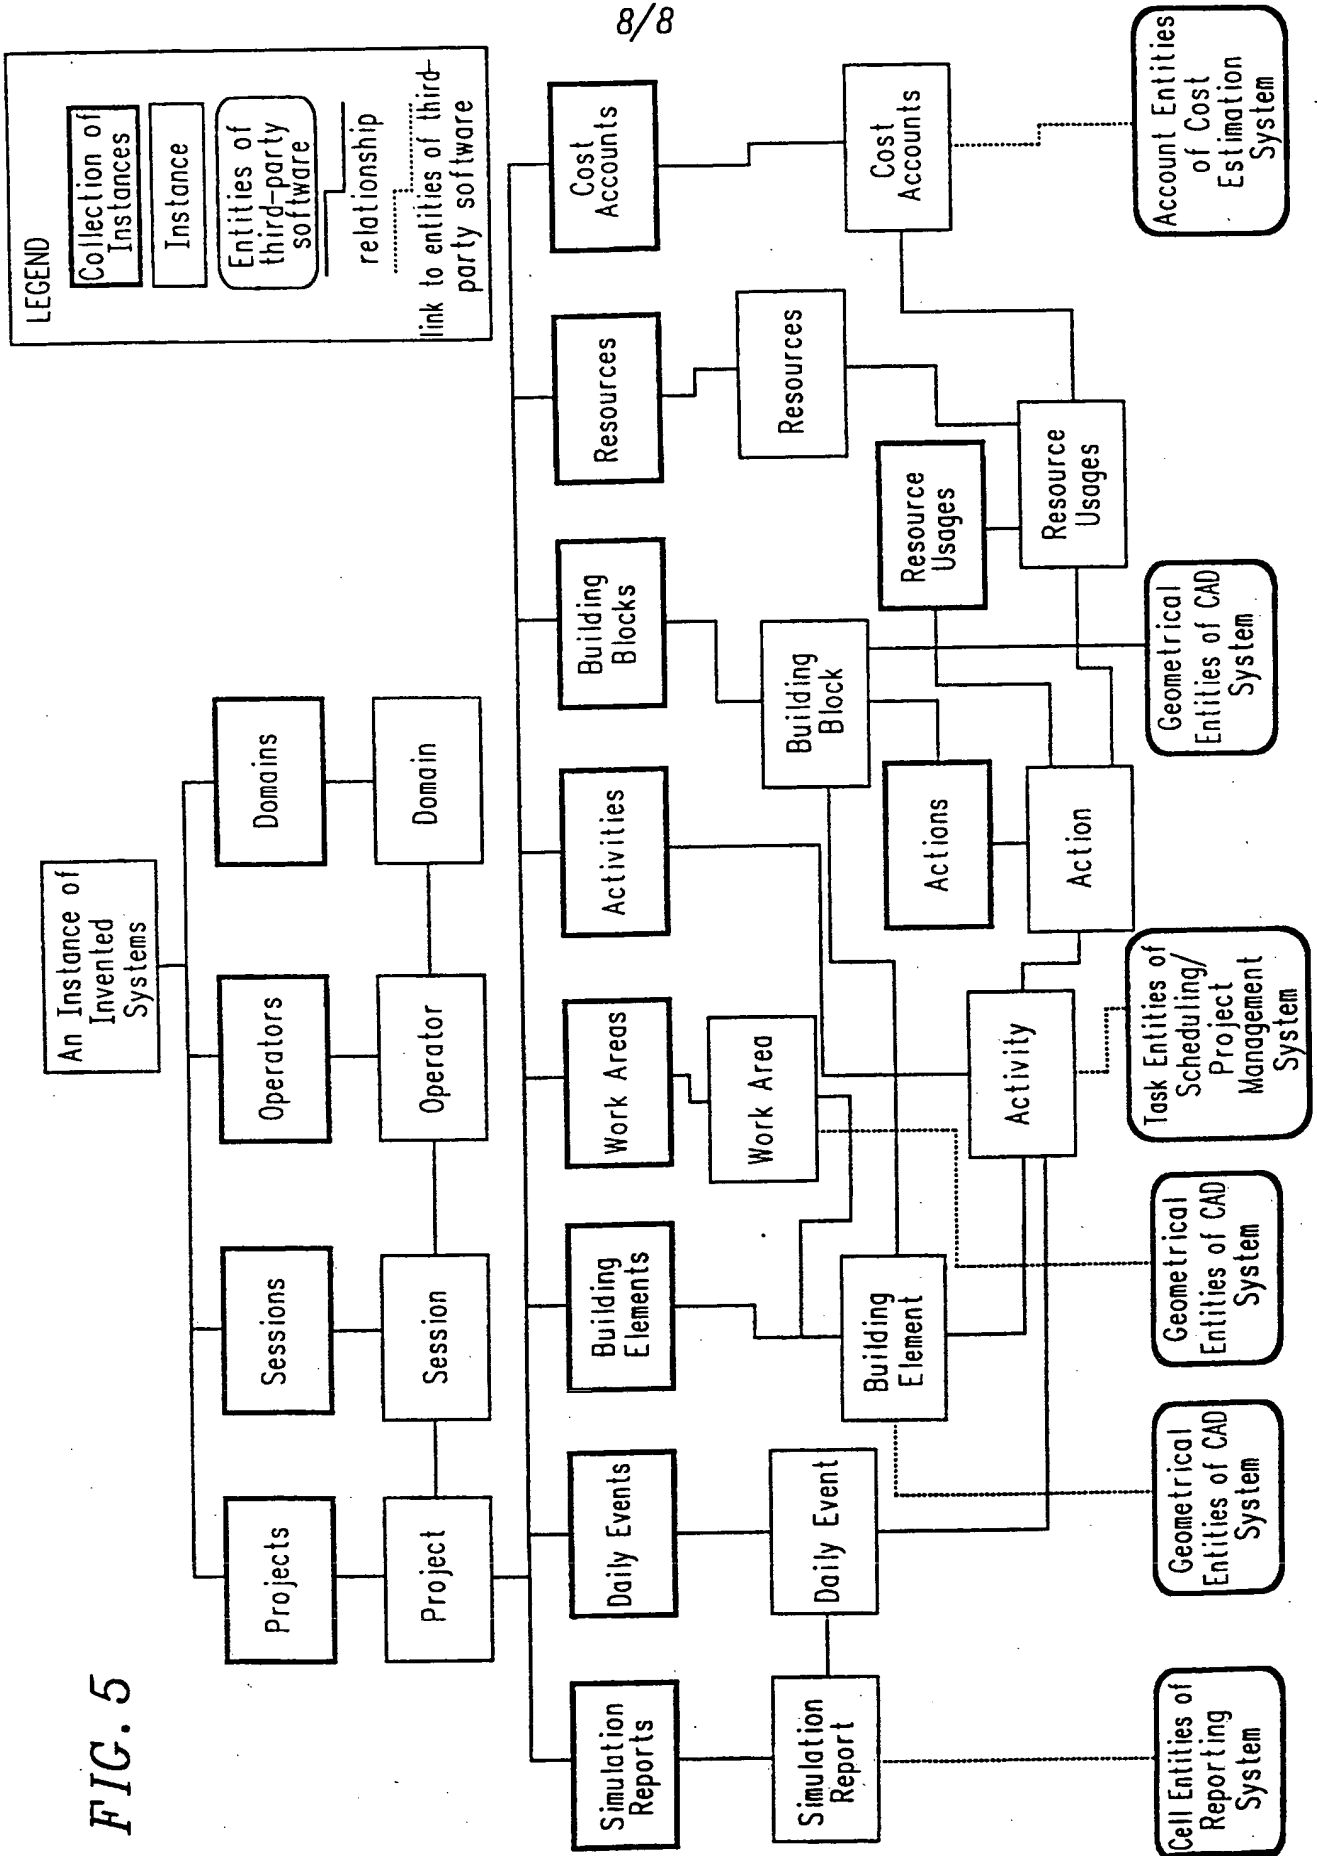 8/8
FIG. 5
LEGEND
Collection of
Instances
Instance
Entities of
third-party
software
relationship
link to entities of third-
party software
An Instance of
Invented
Systems
Projects
Sessions
Operators
Domains
Project
Session
Operator
Domain
Simulation
Reports
Daily Events
Building
Elements
Work Areas
Activities
Building
Blocks
Resources
Cost
Accounts
Simulation
Report
Daily Event
Building
Element
Work Area
Building
Block
Resources
Cost
Accounts
Actions
Resource
Usages
Activity
Action
Resource
Usages
Cell Entities of
Reporting
System
Geometrical
Entities of CAD
System
Geometrical
Entities of CAD
System
Task Entities of
Scheduling/
Project
Management
System
Geometrical
Entities of CAD
System
Account Entities
of Cost
Estimation
System